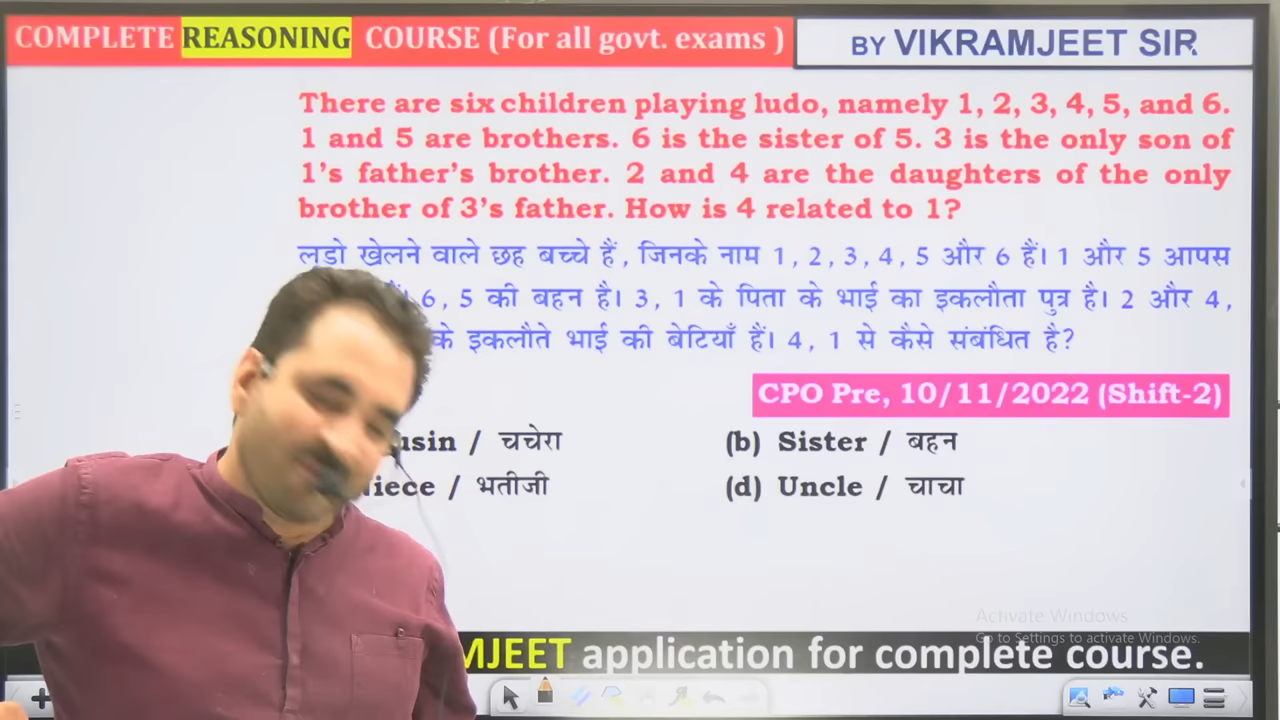 COMPLETE REASONING COURSE (For all govt. exams )
BY VIKRAMJEET SIR
There are six children playing ludo, namely 1, 2, 3, 4, 5, and 6.
1 and 5 are brothers. 6 is the sister of 5. 3 is the only son of
1's father's brother. 2 and 4 are the daughters of the only
brother of 3's father. How is 4 related to 1?
लूडो खेलने वाले छह बच्चे हैं, जिनके नाम 1, 2, 3, 4, 5 और 6 हैं। 1 और 5 आपस
6, 5 की बहन है। 3, 1 के पिता के भाई का इकलौता पुत्र है। 2 और 4,
के इकलौते भाई की बेटियाँ हैं। 4, 1 से कैसे संबंधित है?
CPO Pre, 10/11/2022 (Shift-2)
/ चचेरा (b) Sister / बहन
Niece / भतीजी (d) Uncle / चाचा
Activate Windows
Go to Settings to activate Windows.
MJEET application for complete course.